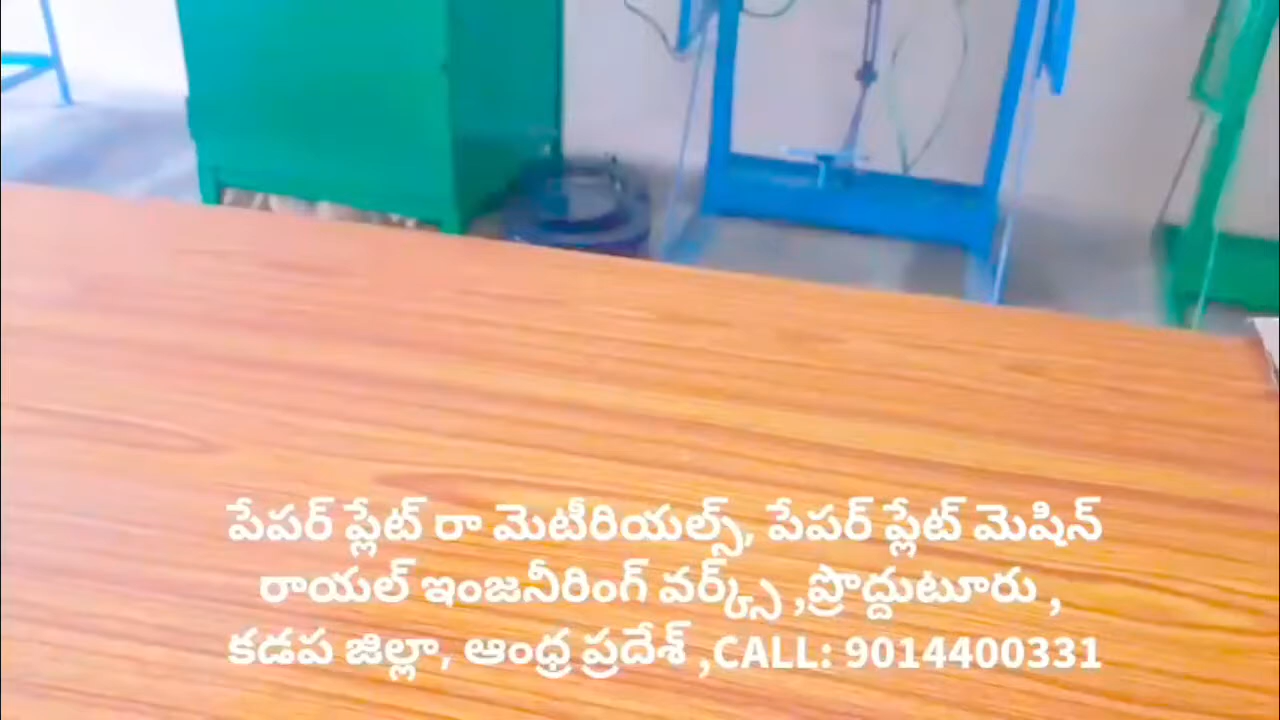 పేపర్ ప్లేట్ రా మెటీరియల్స్, పేపర్ ప్లేట్ మెషిన్
రాయల్ ఇంజనీరింగ్ వర్క్స్ ,ప్రొద్దుటూరు ,
కడప జిల్లా, ఆంధ్ర ప్రదేశ్ ,CALL: 9014400331